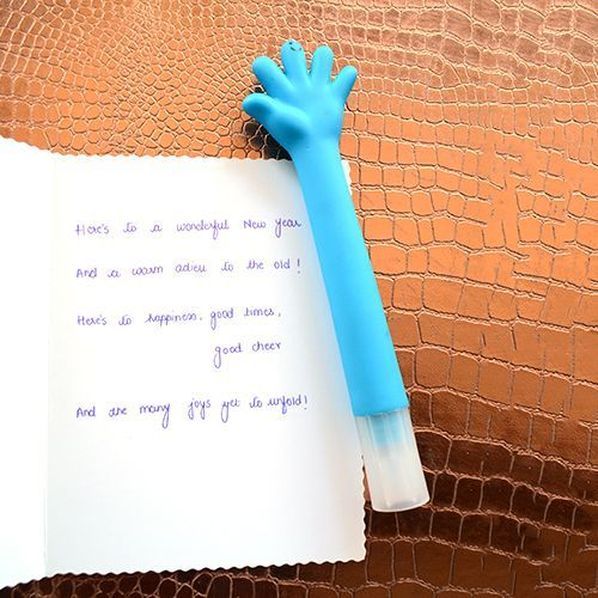 Here's to a wonderful New year
And a warm adieu to the old!
Here's to happiness, good times,
good cheer
And the many joys yet to unfold!